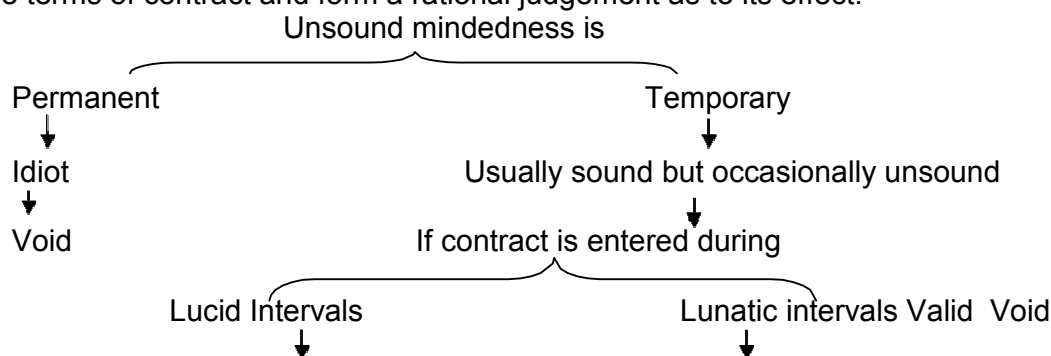 terms of contract and form a rational judgement as to its effect.
Unsound mindedness is
Permanent Temporary
Idiot Usually sound but occasionally unsound
Void If contract is entered during
Lucid Intervals Lunatic intervals Valid Void